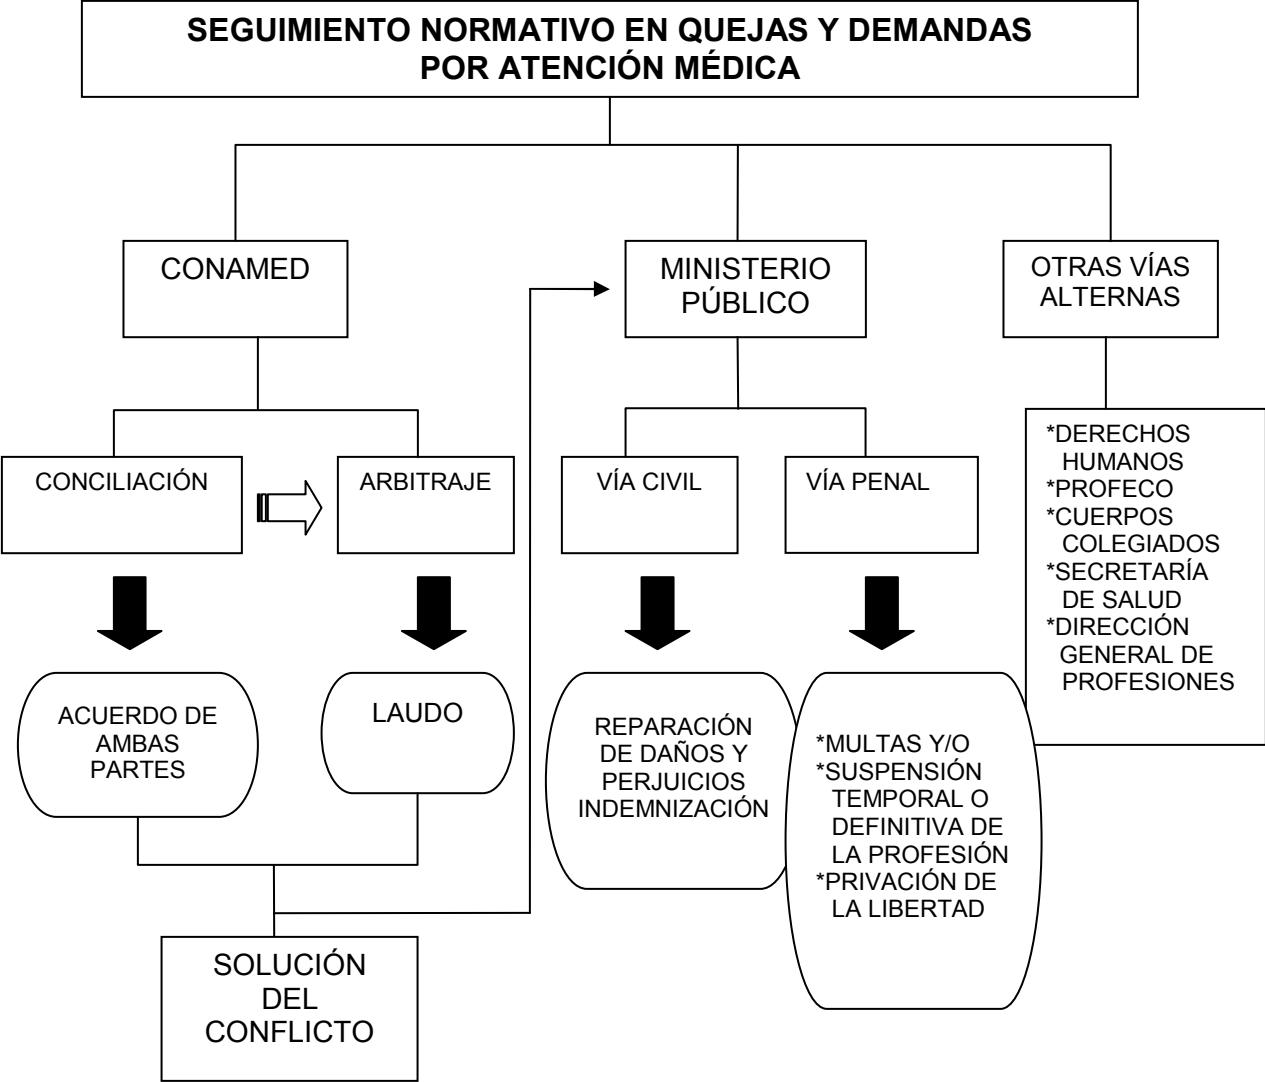 SEGUIMIENTO NORMATIVO EN QUEJAS Y DEMANDAS
POR ATENCIÓN MÉDICA
CONAMED
MINISTERIO
PÚBLICO
OTRAS VÍAS
ALTERNAS
CONCILIACIÓN
ARBITRAJE
VÍA CIVIL
VÍA PENAL
*DERECHOS
HUMANOS
*PROFECO
*CUERPOS
COLEGIADOS
*SECRETARÍA
DE SALUD
*DIRECCIÓN
GENERAL DE
PROFESIONES
ACUERDO DE
AMBAS
PARTES
LAUDO
REPARACIÓN
DE DAÑOS Y
PERJUICIOS
INDEMNIZACIÓN
*MULTAS Y/O
*SUSPENSIÓN
TEMPORAL O
DEFINITIVA DE
LA PROFESIÓN
*PRIVACIÓN DE
LA LIBERTAD
SOLUCIÓN
DEL
CONFLICTO